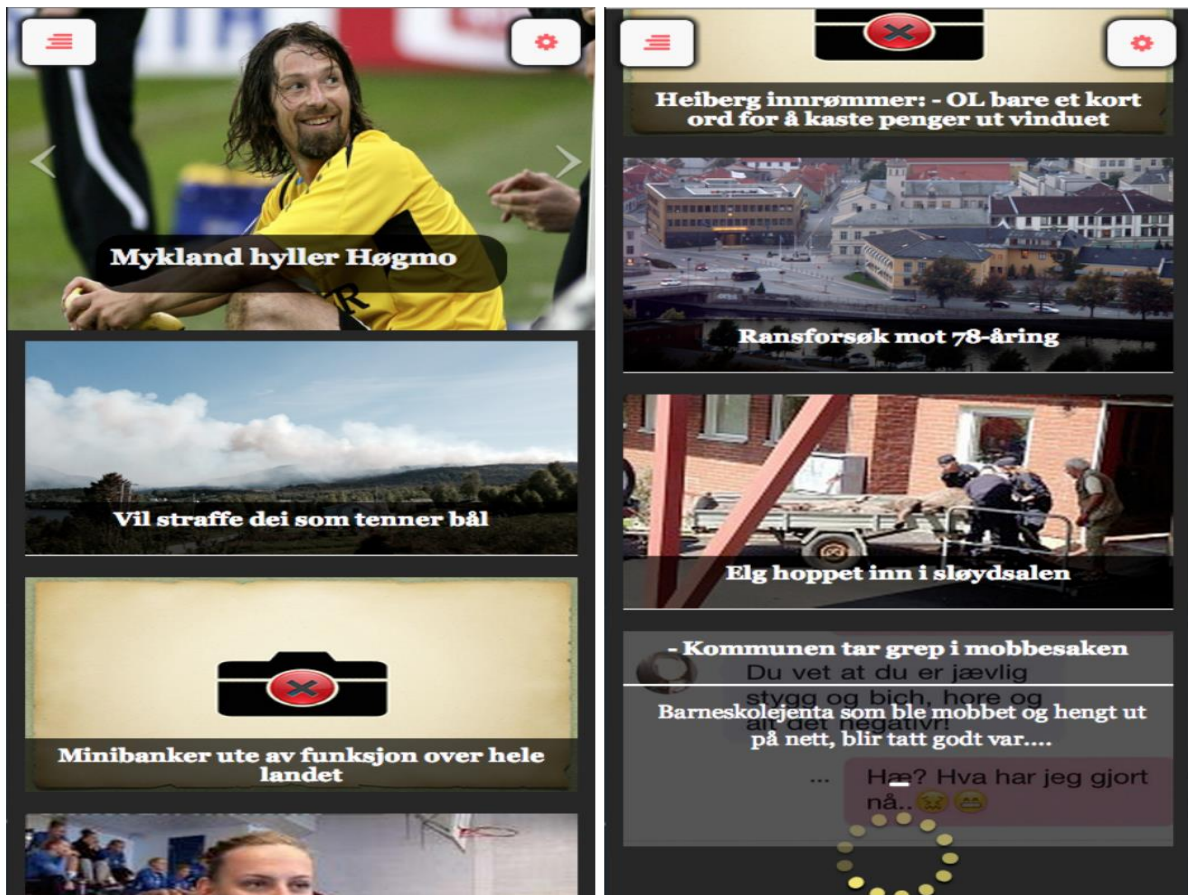 Mykland hyller Høgmo
Vil straffe dei som tenner bål
Minibanker ute av funksjon over hele
landet
Heiberg innrømmer: - OL bare et kort
ord for å kaste penger ut vinduet
Ransforsøk mot 78-åring
Elg hoppet inn i sløydsalen
- Kommunen tar grep i mobbesaken
Du vet at du er jævlig
stygg og bich, hore og
alt det negativr!
Barneskolejenta som ble mobbet og hengt ut
på nett, blir tatt godt var....
... Hæ? Hva har jeg gjort
nå..